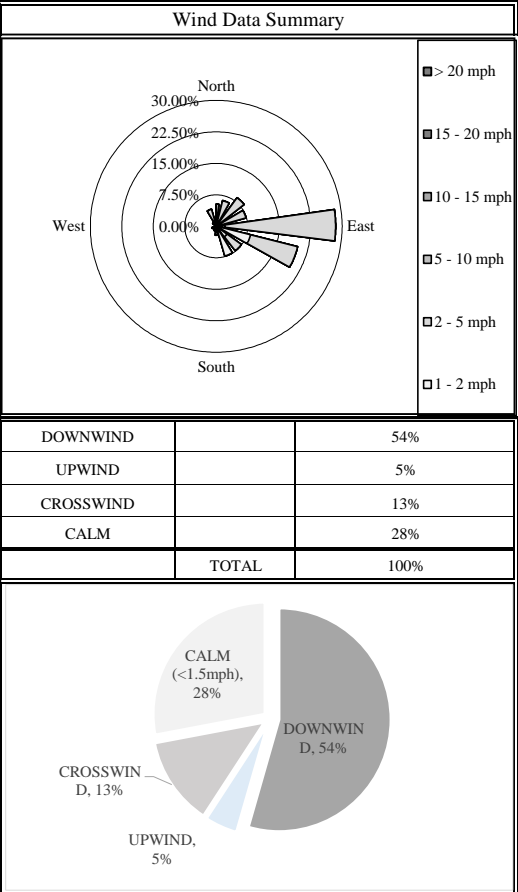 Wind Data Summary
North
30.00%
22.50%
15.00%
7.50%
0.00%
West
East
South
> 20 mph
15 - 20 mph
10 - 15 mph
5 - 10 mph
2 - 5 mph
1 - 2 mph
DOWNWIND 54%
UPWIND 5%
CROSSWIND 13%
CALM 28%
TOTAL 100%
CALM
(<1.5mph),
28%
DOWNWIN
D, 54%
CROSSWIN
D, 13%
UPWIND,
5%